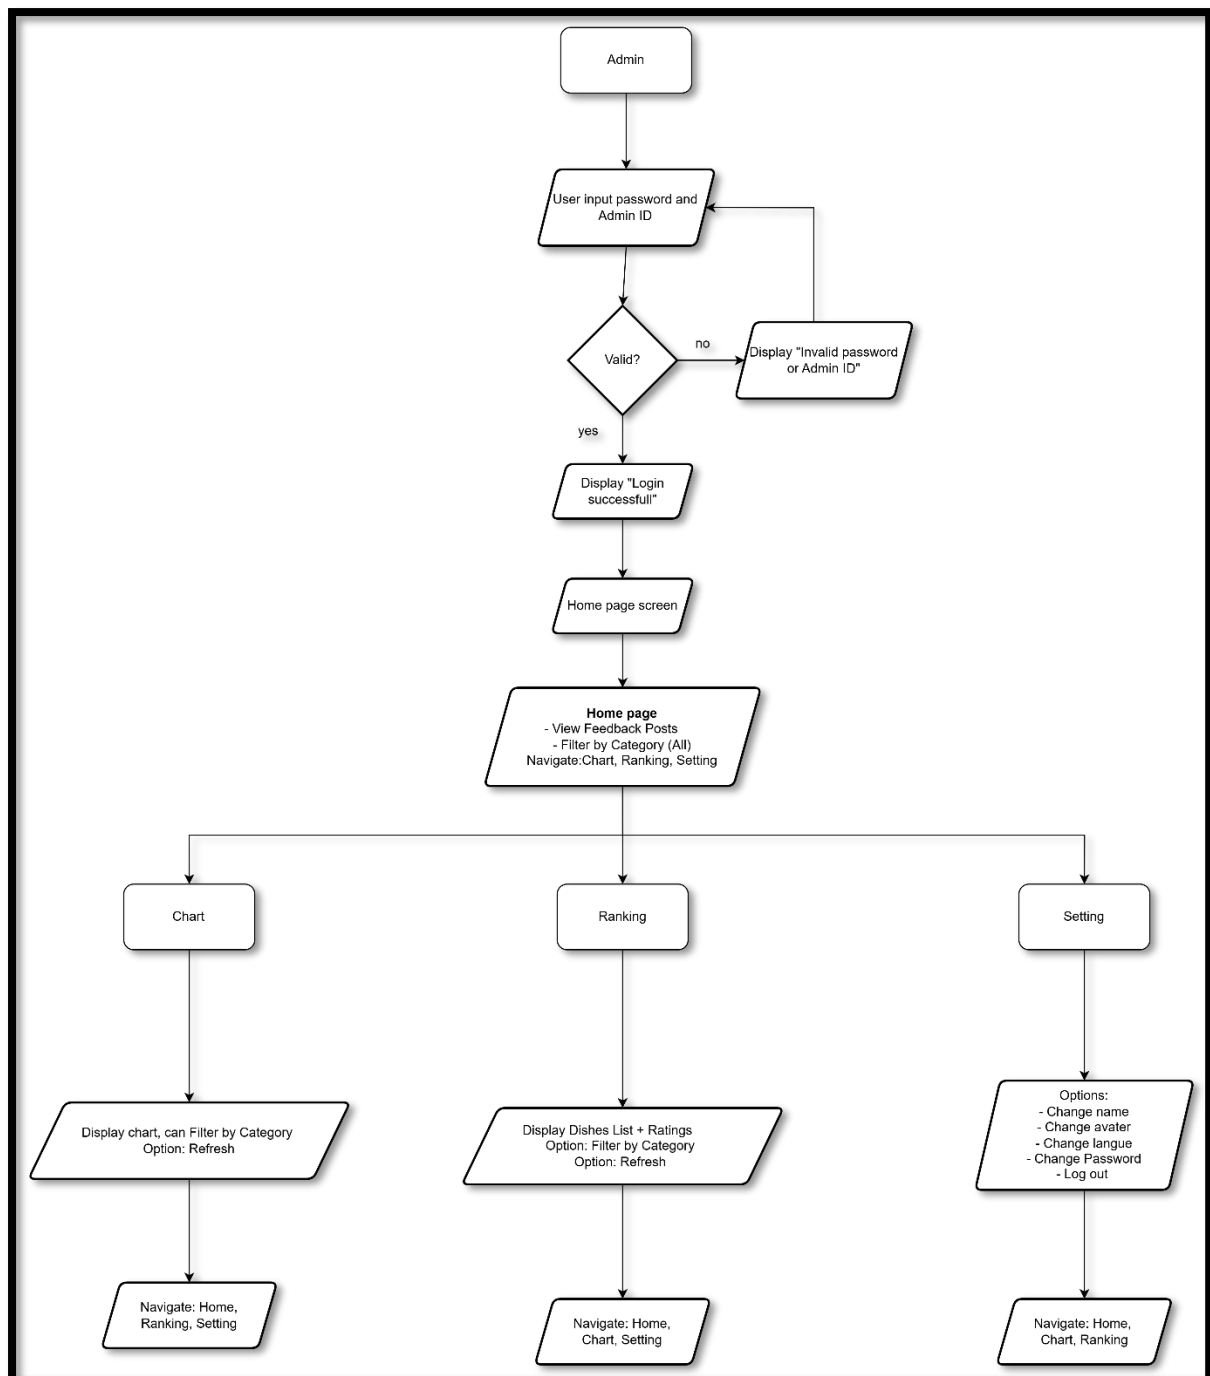 Admin
User input password and
Admin ID
Valid?
no
Display "Invalid password
or Admin ID"
yes
Display "Login
successfull"
Home page screen
Home page
- View Feedback Posts
- Filter by Category (All)
Navigate:Chart, Ranking, Setting
Chart
Ranking
Setting
Display chart, can Filter by Category
Option: Refresh
Display Dishes List + Ratings
Option: Filter by Category
Option: Refresh
Options:
- Change name
- Change avater
- Change langue
- Change Password
- Log out
Navigate: Home,
Ranking, Setting
Navigate: Home,
Chart, Setting
Navigate: Home,
Chart, Ranking